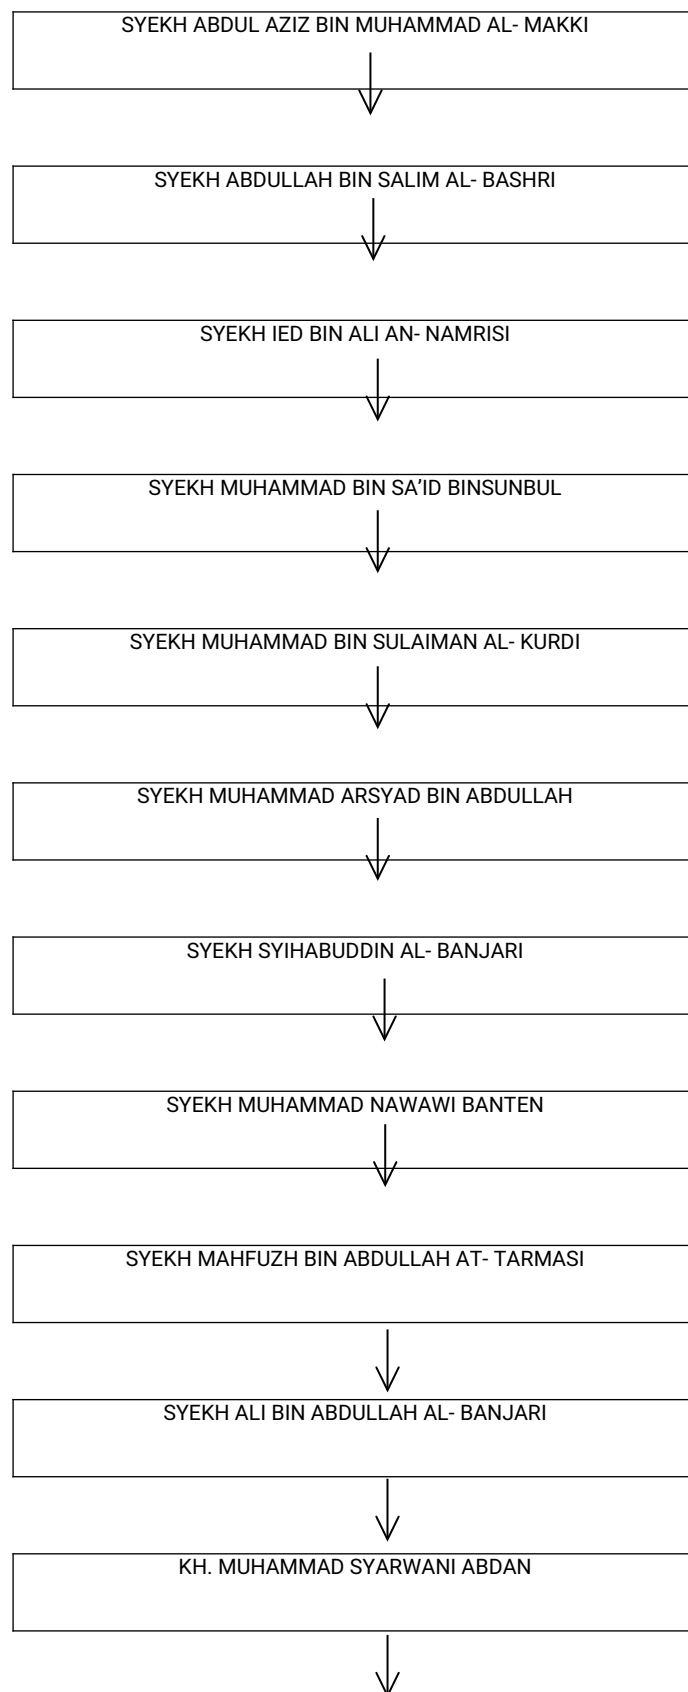 SYEKH ABDUL AZIZ BIN MUHAMMAD AL- MAKKI
SYEKH ABDULLAH BIN SALIM AL- BASHRI
SYEKH IED BIN ALI AN- NAMRISI
SYEKH MUHAMMAD BIN SA’ID BINSUNBUL
SYEKH MUHAMMAD BIN SULAIMAN AL- KURDI
SYEKH MUHAMMAD ARSYAD BIN ABDULLAH
SYEKH SYIHABUDDIN AL- BANJARI
SYEKH MUHAMMAD NAWAWI BANTEN
SYEKH MAHFUZH BIN ABDULLAH AT- TARMASI
SYEKH ALI BIN ABDULLAH AL- BANJARI
KH. MUHAMMAD SYARWANI ABDAN